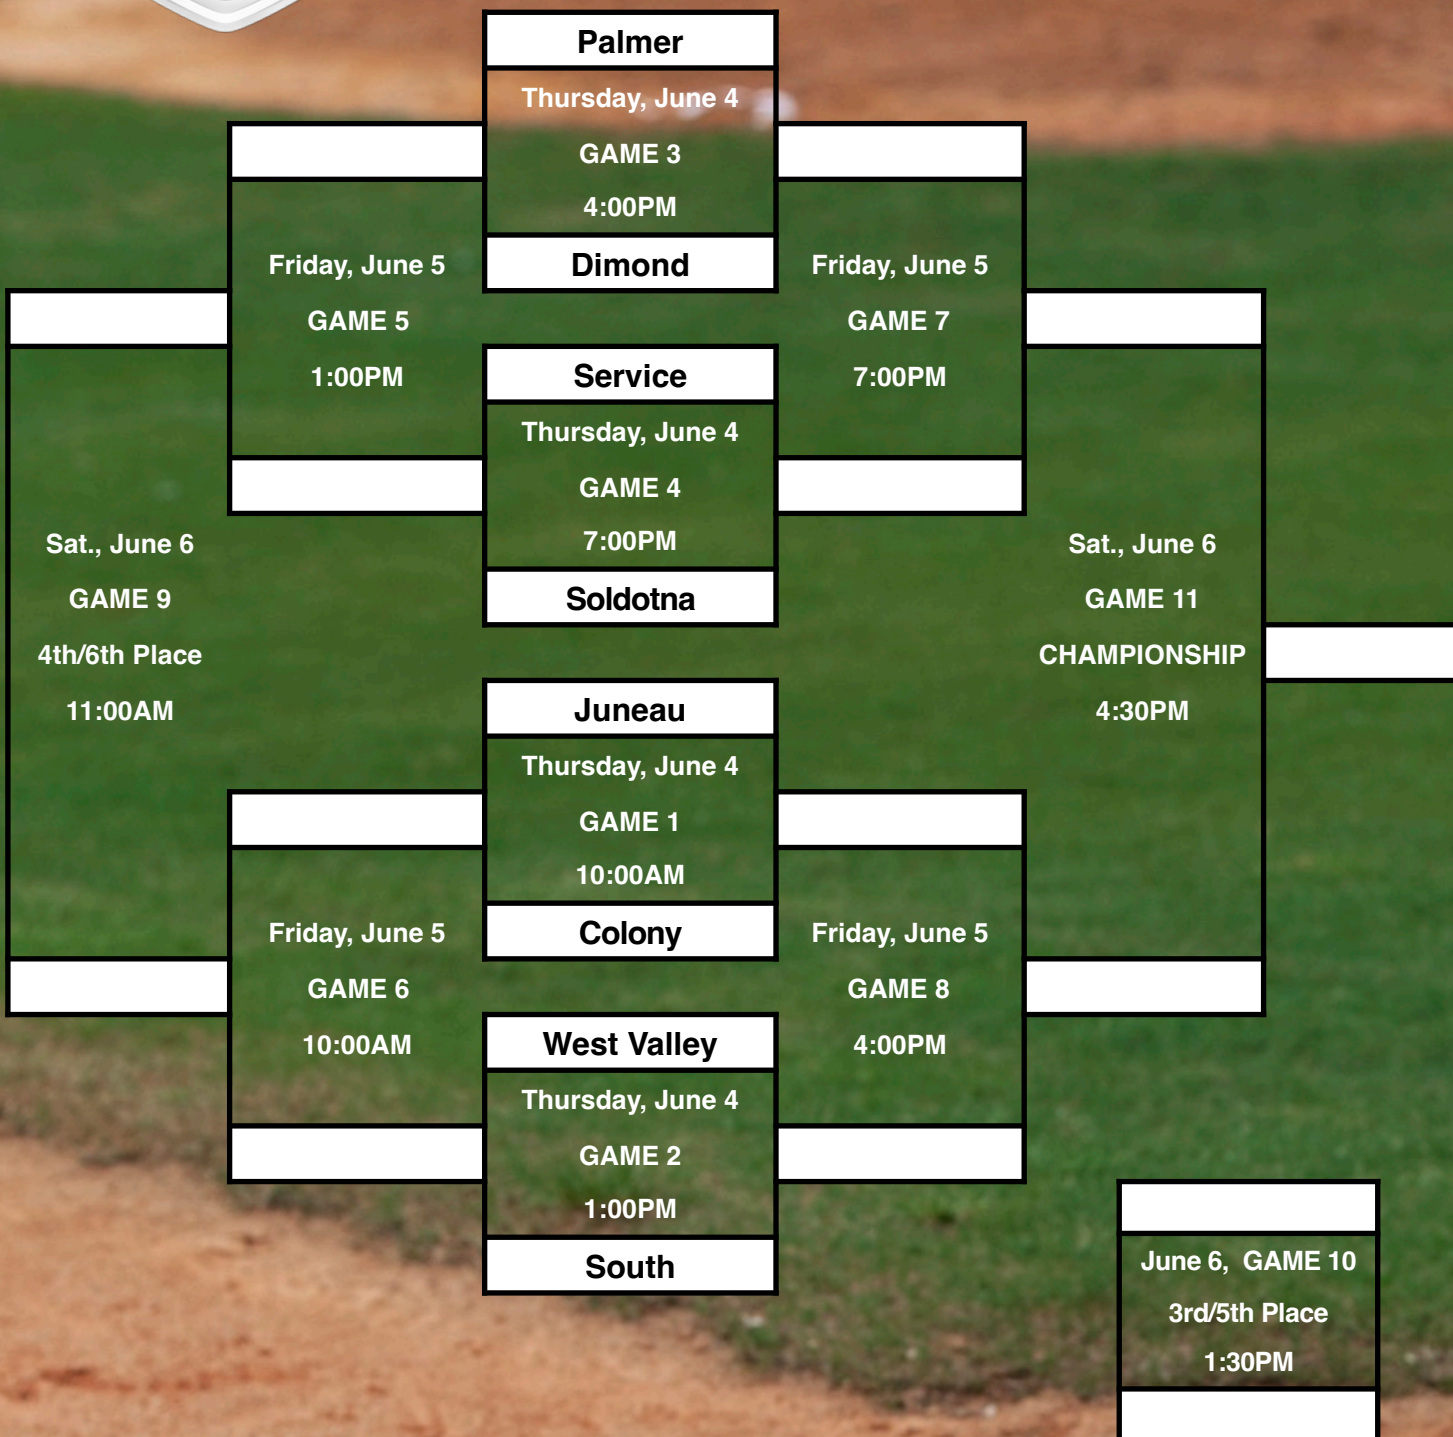 Palmer
Thursday, June 4
GAME 3
4:00PM
Dimond
Friday, June 5
GAME 5
1:00PM
Friday, June 5
GAME 7
7:00PM
Service
Thursday, June 4
GAME 4
7:00PM
Soldotna
Sat., June 6
GAME 9
4th/6th Place
11:00AM
Sat., June 6
GAME 11
CHAMPIONSHIP
4:30PM
Juneau
Thursday, June 4
GAME 1
10:00AM
Colony
Friday, June 5
GAME 6
10:00AM
Friday, June 5
GAME 8
4:00PM
West Valley
Thursday, June 4
GAME 2
1:00PM
South
June 6, GAME 10
3rd/5th Place
1:30PM